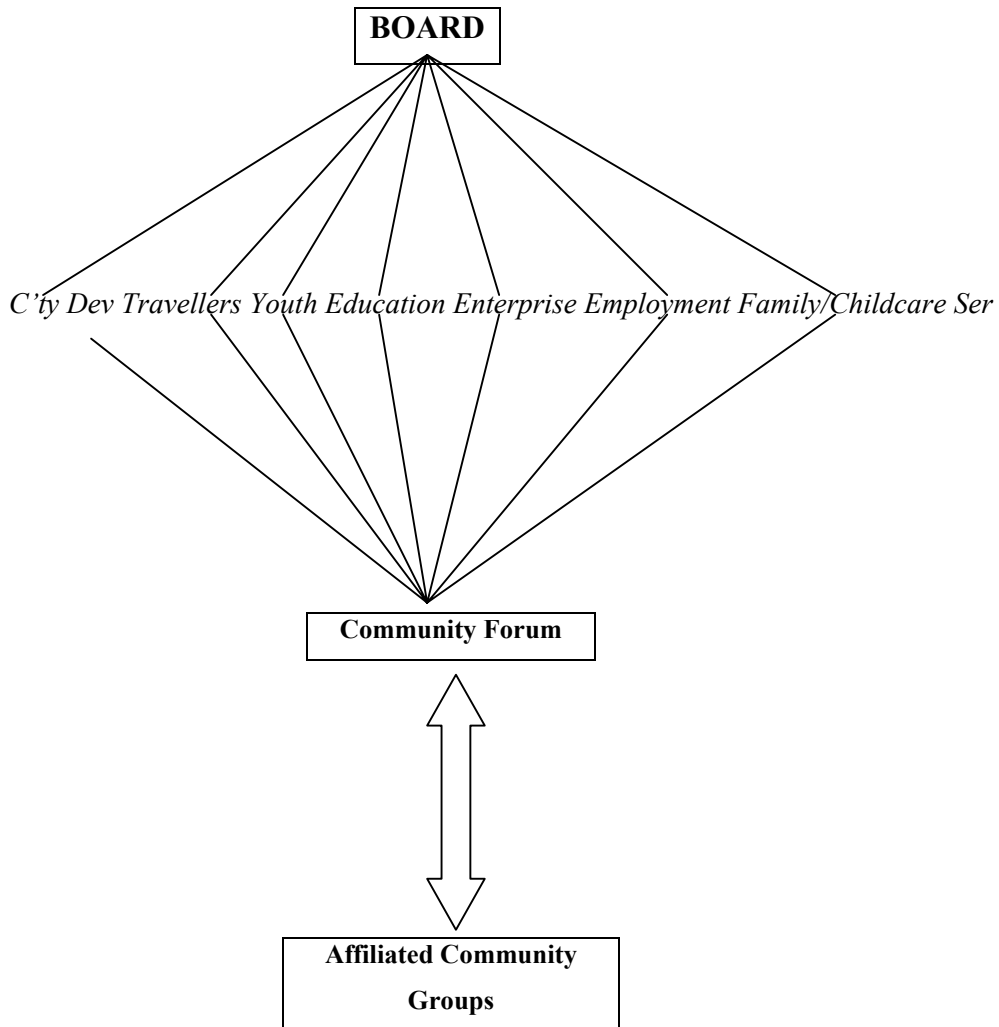 BOARD
C’ty Dev Travellers Youth Education Enterprise Employment Family/Childcare Ser
Community Forum
Affiliated Community
Groups